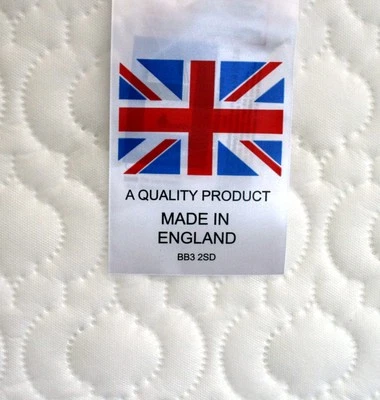 A QUALITY PRODUCT
MADE IN
ENGLAND
BB3 2SD